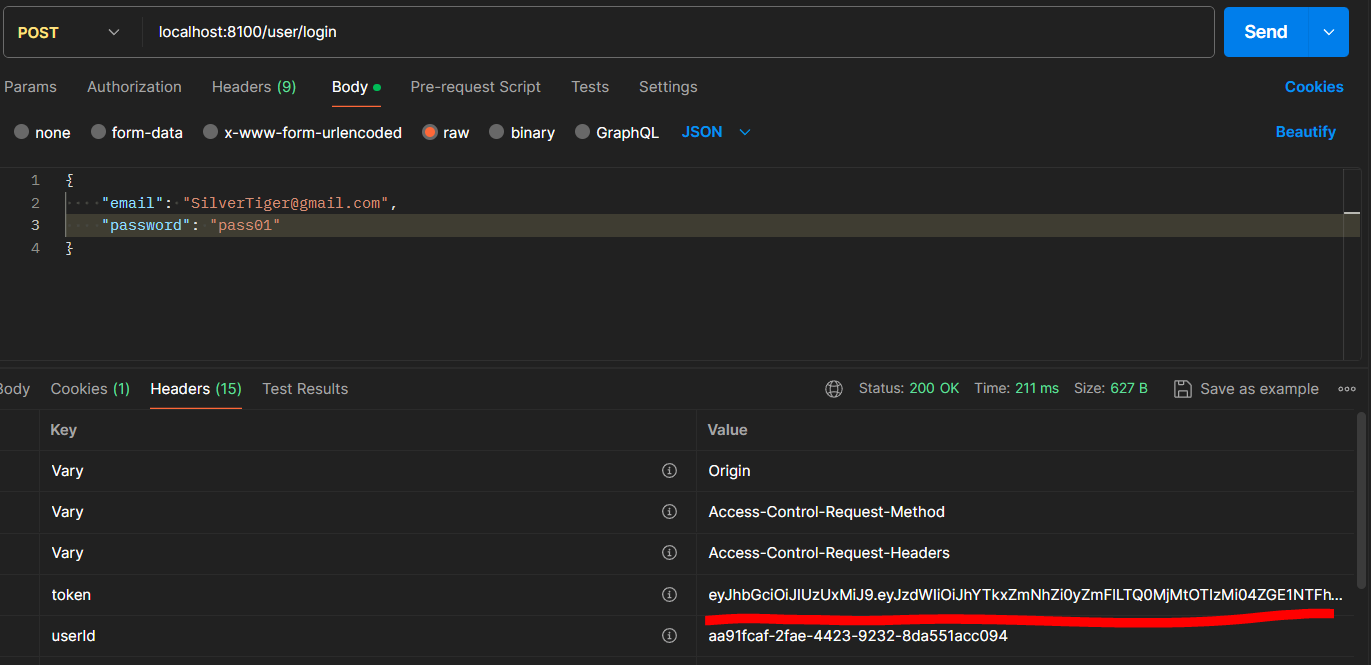 POST localhost:8100/user/login Send
Params Authorization Headers (9) Body Pre-request Script Tests Settings Cookies
none form-data x-www-form-urlencoded raw binary GraphQL JSON Beautify
1 {
2 "email": "SilverTiger@gmail.com",
3 "password": "pass01"
4 }
Body Cookies (1) Headers (15) Test Results Status: 200 OK Time: 211 ms Size: 627 B Save as example
Key Value
Vary Origin
Vary Access-Control-Request-Method
Vary Access-Control-Request-Headers
token eyJhbGciOiJIUzUxMiJ9.eyJzdWIiOiJhYTkxZmNhZi0yZmFlLTQ0MjMtOTIzMi04ZGE1NTFh...
userId aa91fcaf-2fae-4423-9232-8da551acc094